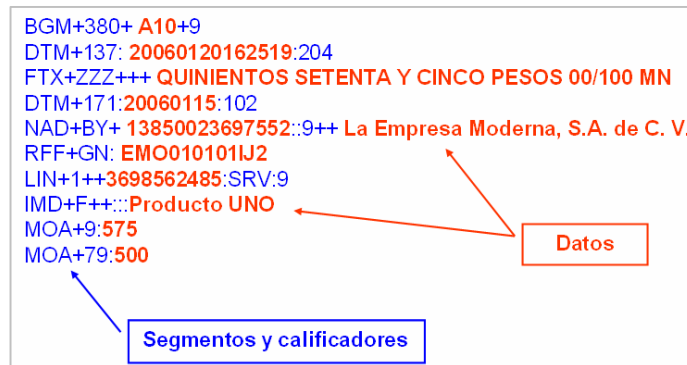 BGM+380+ A10+9
DTM+137: 20060120162519:204
FTX+ZZZ+++ QUINIENTOS SETENTA Y CINCO PESOS 00/100 MN
DTM+171:20060115:102
NAD+BY+ 13850023697552::9++ La Empresa Moderna, S.A. de C. V.
RFF+GN: EMO010101IJ2
LIN+1++3698562485:SRV:9
IMD+F++:::Producto UNO
MOA+9:575
MOA+79:500
Datos
Segmentos y calificadores